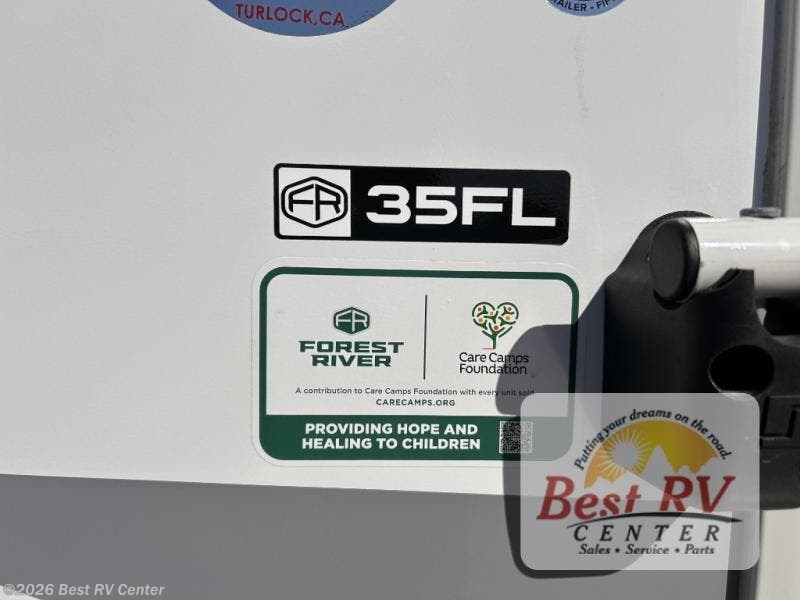 TURLOCK, CA
FR 35FL
FR
FOREST
RIVER
Care Camps
Foundation
A contribution to Care Camps Foundation with every unit sold
CARECAMPS.ORG
PROVIDING HOPE AND
HEALING TO CHILDREN
Putting your dreams on the road.
Best RV
CENTER
Sales • Service • Parts
©2026 Best RV Center